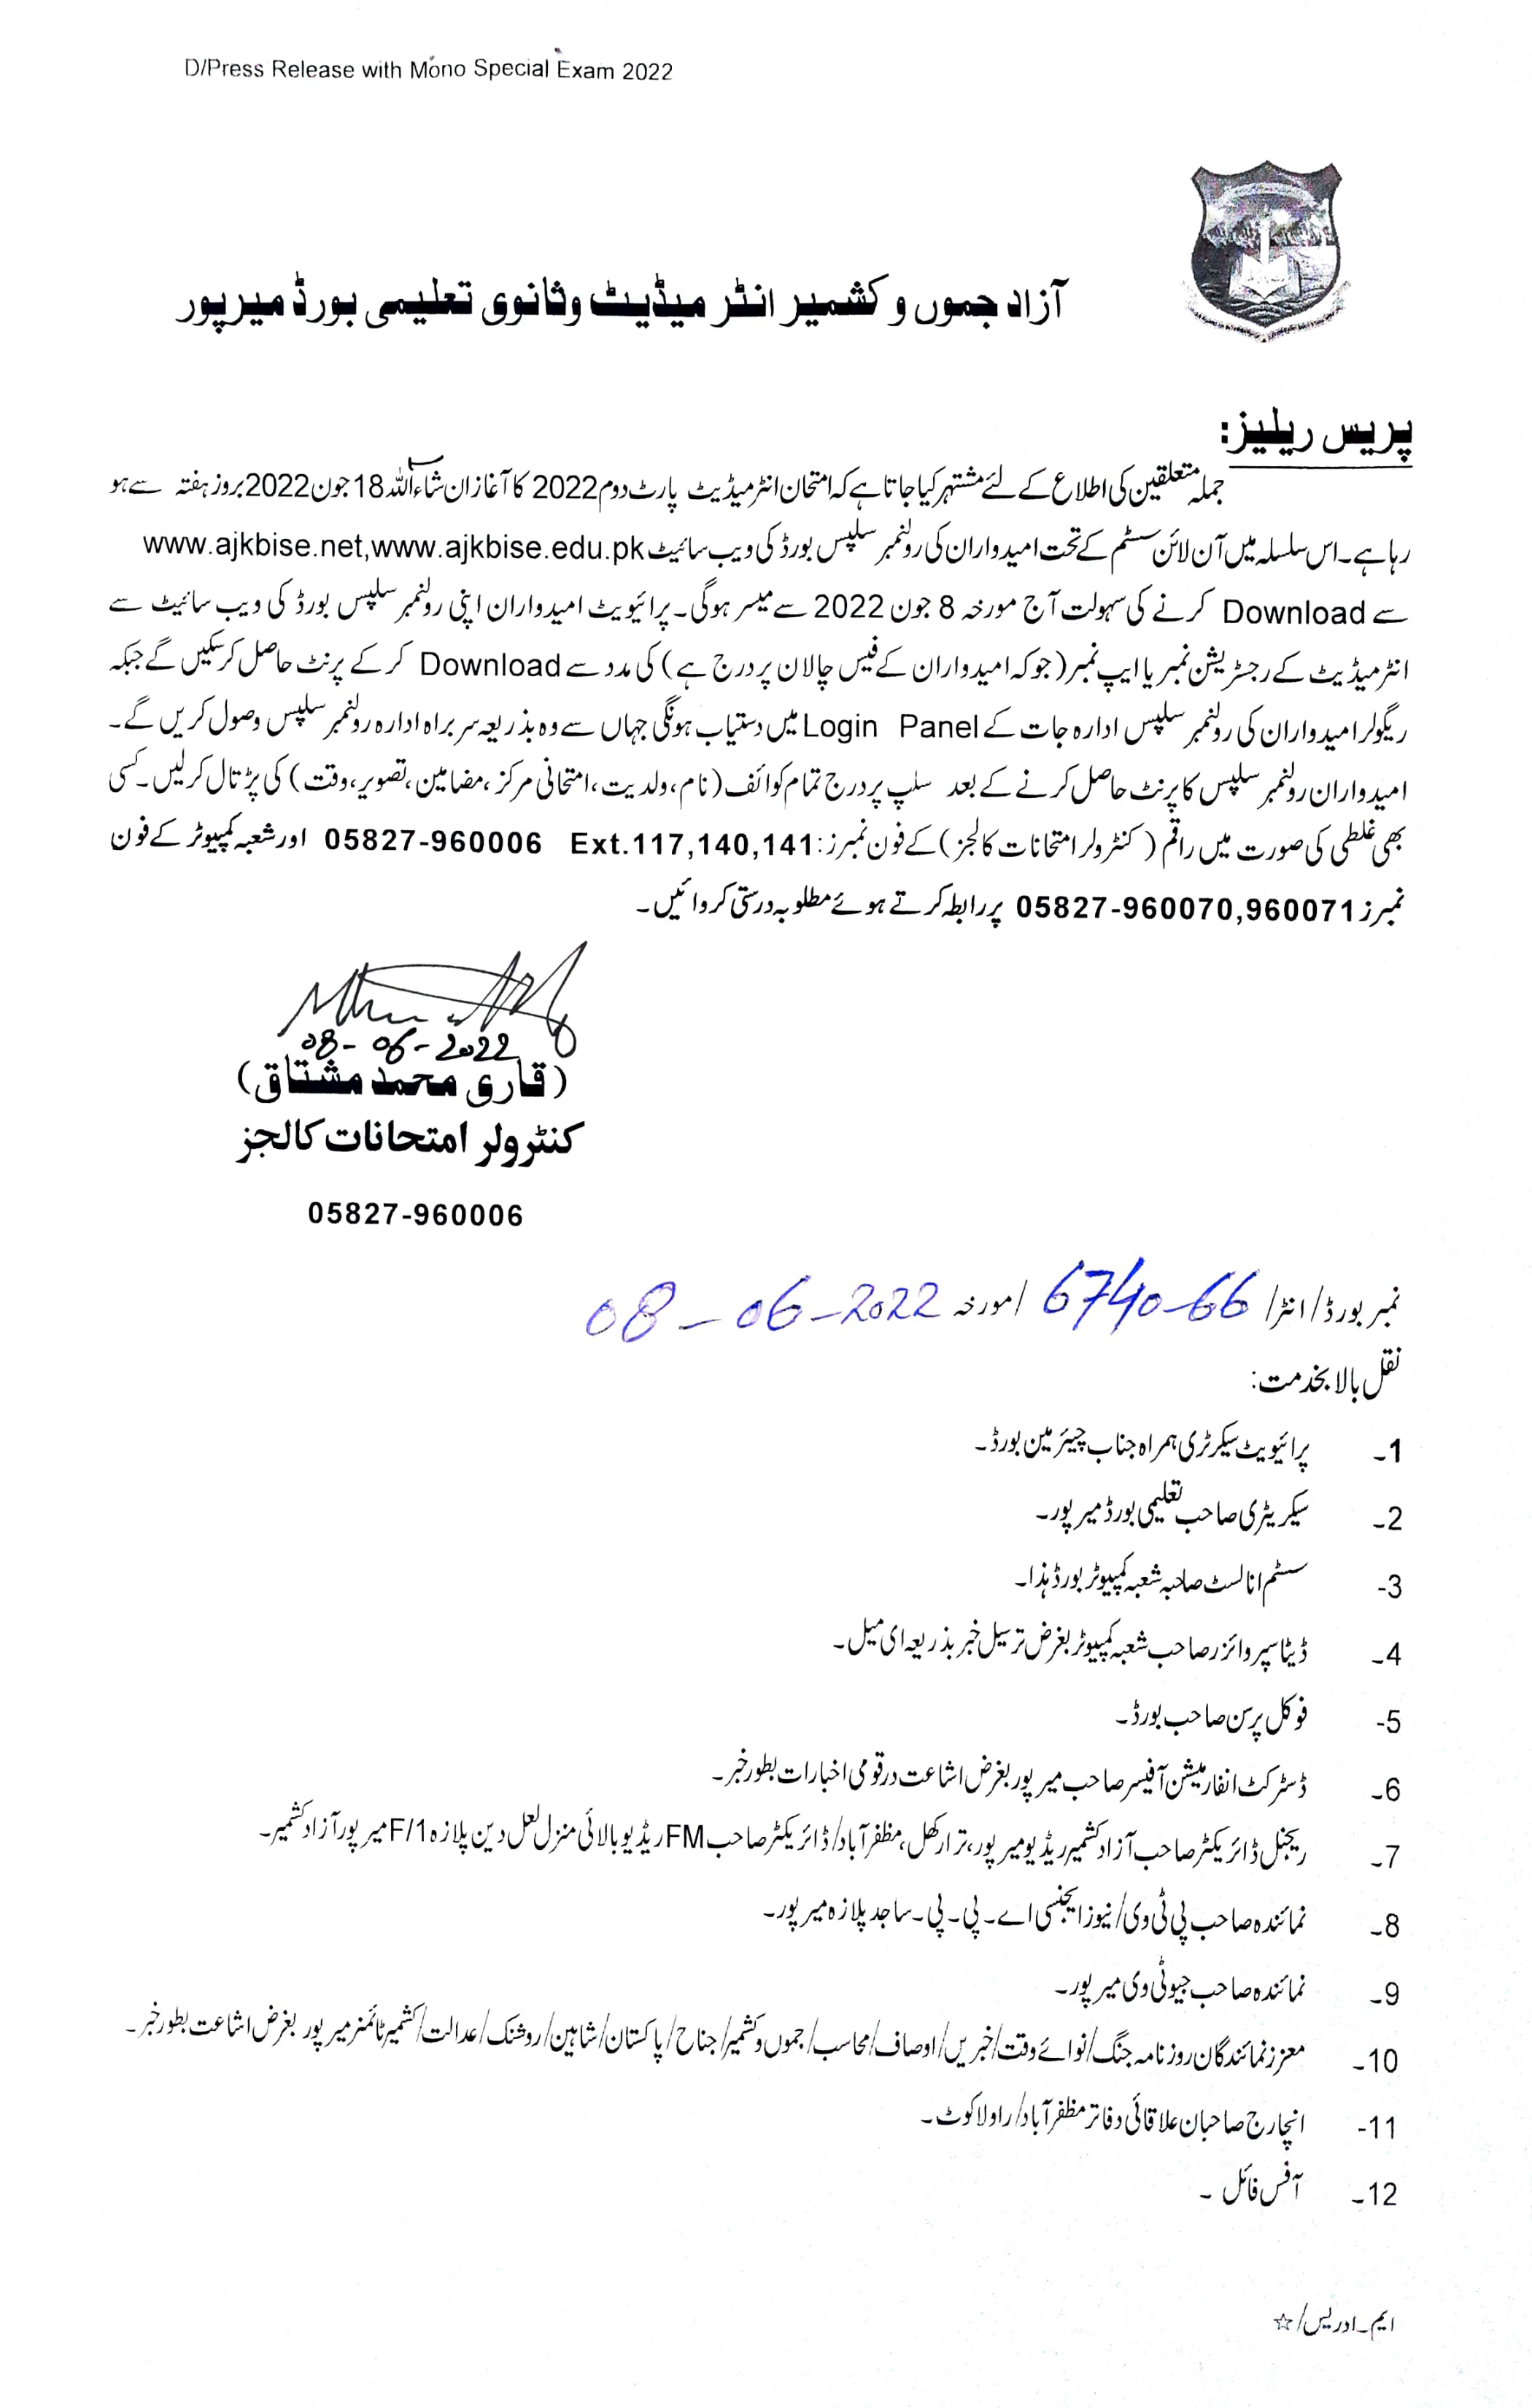 D/Press Release with Mono Special Exam 2022
آزاد جموں و کشمیر انٹر میڈیٹ وثانوی تعلیمی بورڈ میرپور
پریس ریلیز:
جملہ متعلقین کی اطلاع کے لئے مشتہر کیا جاتا ہے کہ امتحان انٹرمیڈیٹ پارٹ دوم 2022 کا آغاز ان شاءاللہ 18 جون 2022 بروز ہفتہ سے ہو
رہا ہے۔ اس سلسلہ میں آن لائن سسٹم کے تحت امیدواران کی رولنمبر سلپس بورڈ کی ویب سائیٹ www.ajkbise.net,www.ajkbise.edu.pk
سے Download کرنے کی سہولت آج مورخہ 8 جون 2022 سے میسر ہوگی۔ پرائیویٹ امیدواران اپنی رولنمبر سلپس بورڈ کی ویب سائیٹ سے
انٹرمیڈیٹ کے رجسٹریشن نمبر یا ایپ نمبر (جو کہ امیدواران کے فیس چالان پر درج ہے) کی مدد سے Download کر کے پرنٹ حاصل کر سکیں گے جبکہ
ریگولر امیدواران کی رولنمبر سلپس ادارہ جات کے Login Panel میں دستیاب ہونگی جہاں سے وہ بذریعہ سربراہ ادارہ رولنمبر سلپس وصول کریں گے۔
امیدواران رولنمبر سلپس کا پرنٹ حاصل کرنے کے بعد سلپ پر درج تمام کوائف (نام، ولدیت، امتحانی مرکز، مضامین، تصویر، وقت) کی پڑتال کر لیں۔ کسی
بھی غلطی کی صورت میں راقم (کنٹرولر امتحانات کالجز) کے فون نمبرز: 05827-960006 Ext.117,140,141 اور شعبہ کمپیوٹر کے فون
نمبرز 05827-960070,960071 پر رابطہ کرتے ہوئے مطلوبہ درستی کروائیں۔
08-06-2022
(قاری محمد مشتاق)
کنٹرولر امتحانات کالجز
05827-960006
نمبر بورڈ/انٹر/ 6740-66 /مورخہ 08-06-2022
نقل بالا بخدمت:
1۔ پرائیویٹ سیکرٹری ہمراہ جناب چیئرمین بورڈ۔
2۔ سیکریٹری صاحب تعلیمی بورڈ میرپور۔
3- سسٹم انالسٹ صاحبہ شعبہ کمپیوٹر بورڈ ہذا۔
4۔ ڈیٹا سپروائزر صاحب شعبہ کمپیوٹر بغرض ترسیل خبر بذریعہ ای میل۔
5- فوکل پرسن صاحب بورڈ۔
6۔ ڈسٹرکٹ انفارمیشن آفیسر صاحب میرپور بغرض اشاعت در قومی اخبارات بطور خبر۔
7۔ ریجنل ڈائریکٹر صاحب آزاد کشمیر ریڈیو میرپور، تراڑکھل، مظفرآباد/ڈائریکٹر صاحب FM ریڈیو بالائی منزل لعل دین پلازہ F/1 میرپور آزاد کشمیر۔
8۔ نمائندہ صاحب پی ٹی وی/نیوز ایجنسی اے۔ پی۔ پی۔ ساجد پلازہ میرپور۔
9۔ نمائندہ صاحب جیو ٹی وی میرپور۔
10۔ معزز نمائندگان روزنامہ جنگ/نوائے وقت/خبریں/اوصاف/محاسب/جموں و کشمیر/جناح/پاکستان/شاہین/روشنک/عدالت/کشمیر ٹائمز میرپور بغرض اشاعت بطور خبر۔
11- انچارج صاحبان علاقائی دفاتر مظفرآباد/راولاکوٹ۔
12۔ آفس فائل ۔
ایم۔ادریس/☆